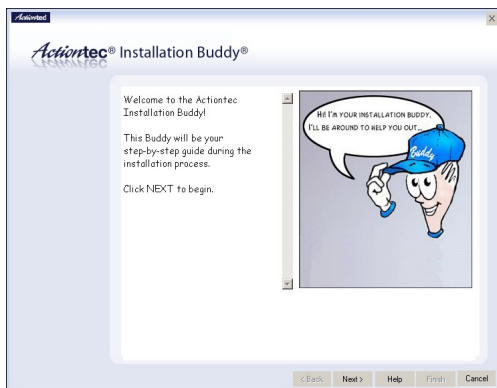 Actiontec
Actiontec® Installation Buddy®
Welcome to the Actiontec
Installation Buddy!
This Buddy will be your
step-by-step guide during the
installation process.
Click NEXT to begin.
HI! I'M YOUR INSTALLATION BUDDY,
I'LL BE AROUND TO HELP YOU OUT...
Buddy
< Back Next > Help Finish Cancel